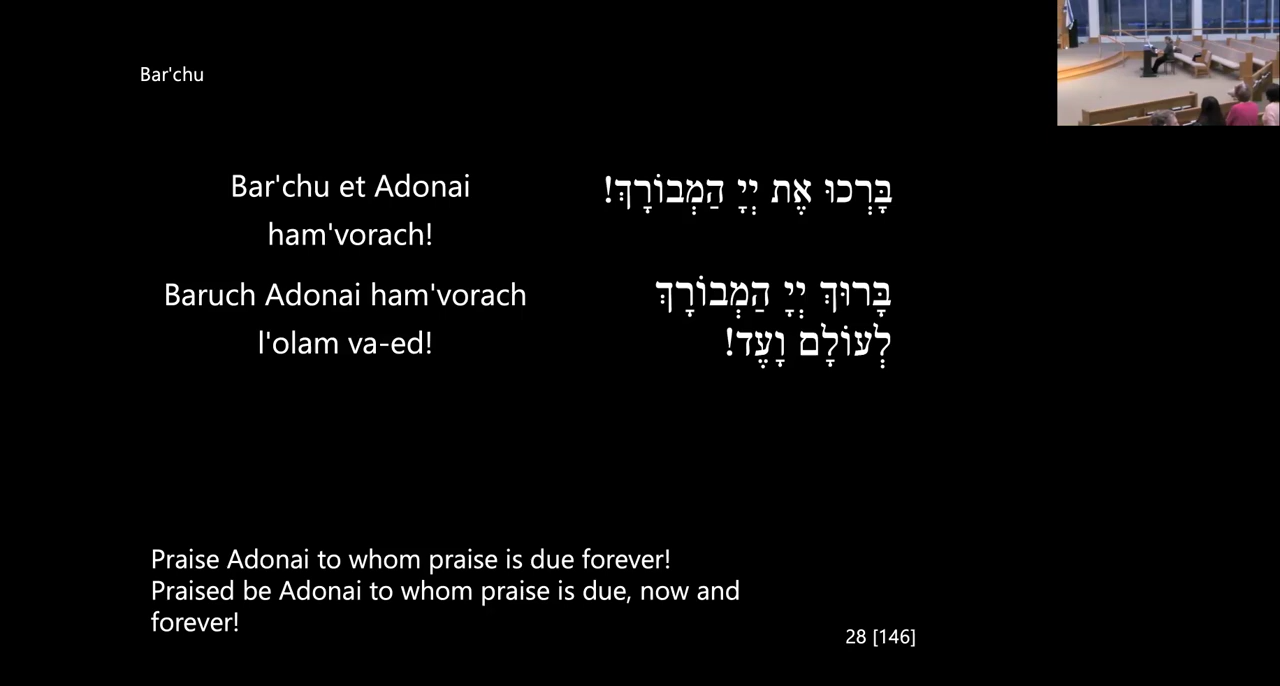 Bar'chu
Bar'chu et Adonai
ham'vorach!
בָּרְכוּ אֶת יְיָ הַמְבוֹרָךְ!
Baruch Adonai ham'vorach
l'olam va-ed!
בָּרוּךְ יְיָ הַמְבוֹרָךְ
לְעוֹלָם וָעֶד!
Praise Adonai to whom praise is due forever!
Praised be Adonai to whom praise is due, now and
forever!
28 [146]